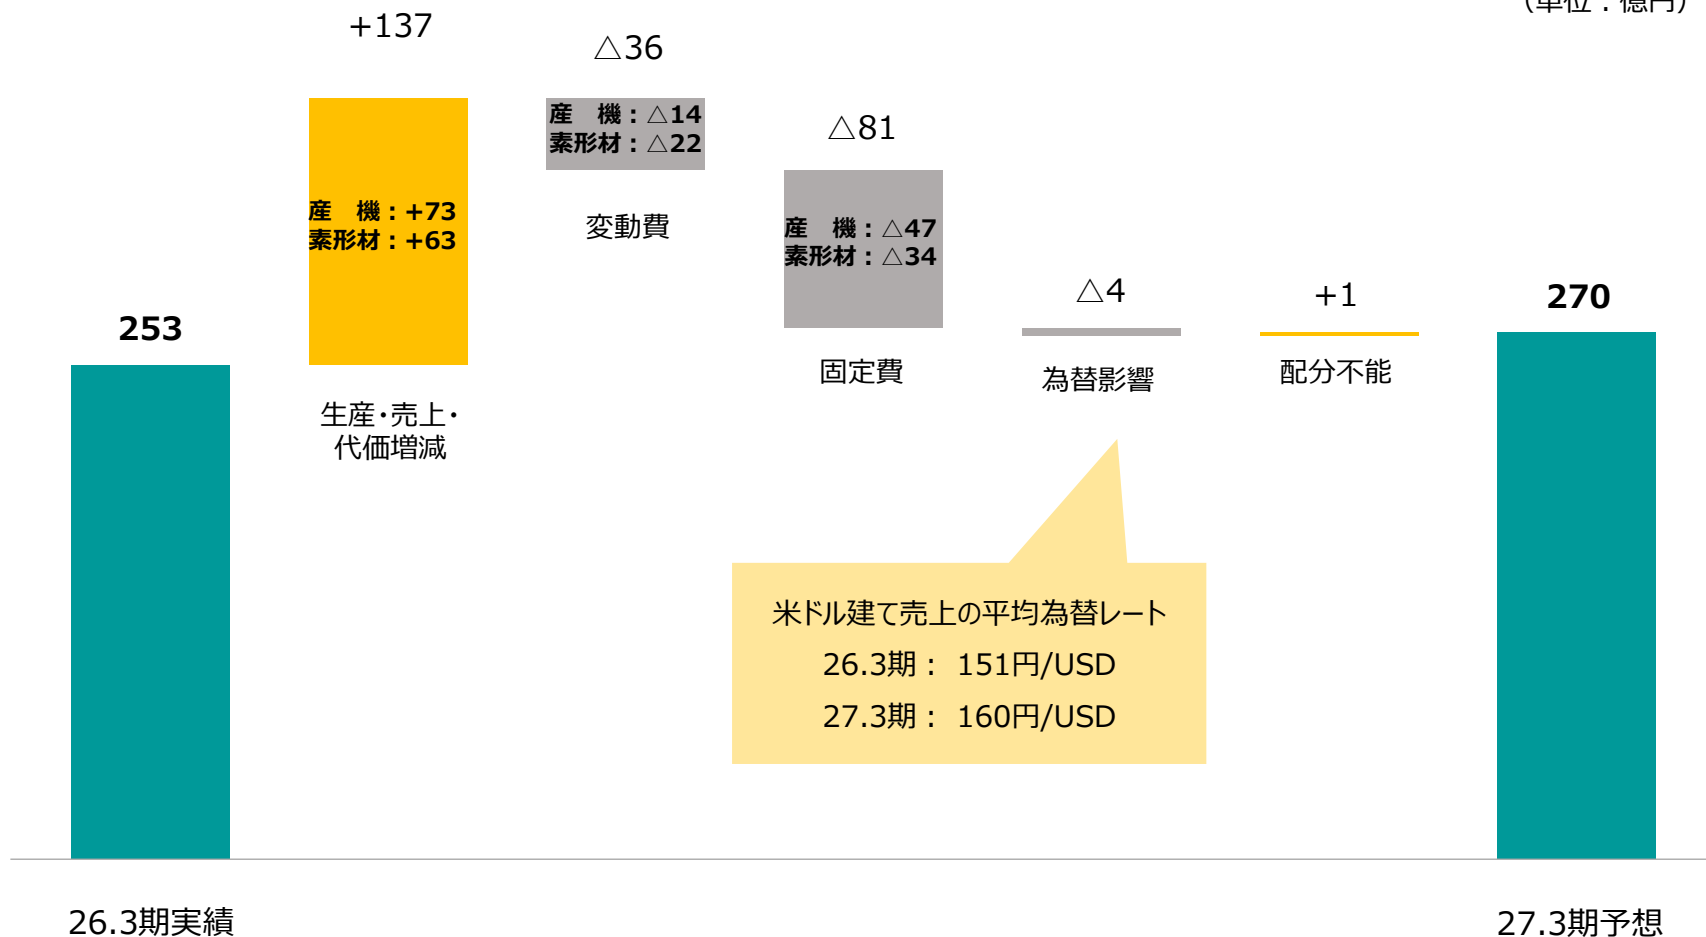 （単位：億円）
+137
△36
産　機：△14
素形材：△22
△81
産　機：+73
素形材：+63
変動費
産　機：△47
素形材：△34
△4
+1
270
253
固定費
為替影響
配分不能
生産・売上・
代価増減
米ドル建て売上の平均為替レート
26.3期： 151円/USD
27.3期： 160円/USD
26.3期実績
27.3期予想